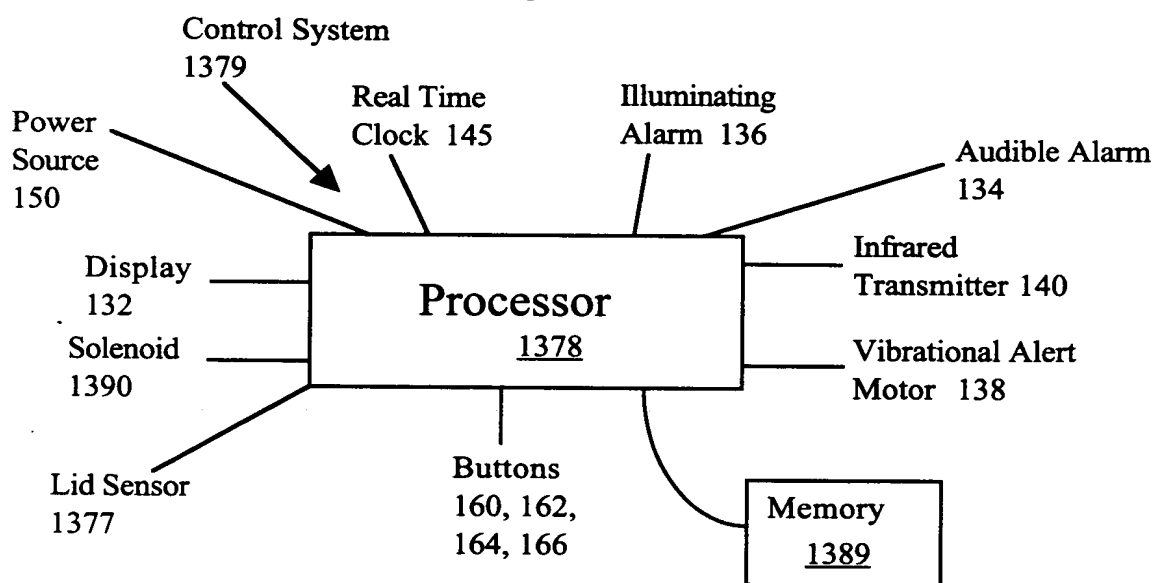 Control System
1379
Real Time
Clock 145
Illuminating
Alarm 136
Power
Source
150
Audible Alarm
134
Display
132
Processor
1378
Infrared
Transmitter 140
Solenoid
1390
Vibrational Alert
Motor 138
Lid Sensor
1377
Buttons
160, 162,
164, 166
Memory
1389